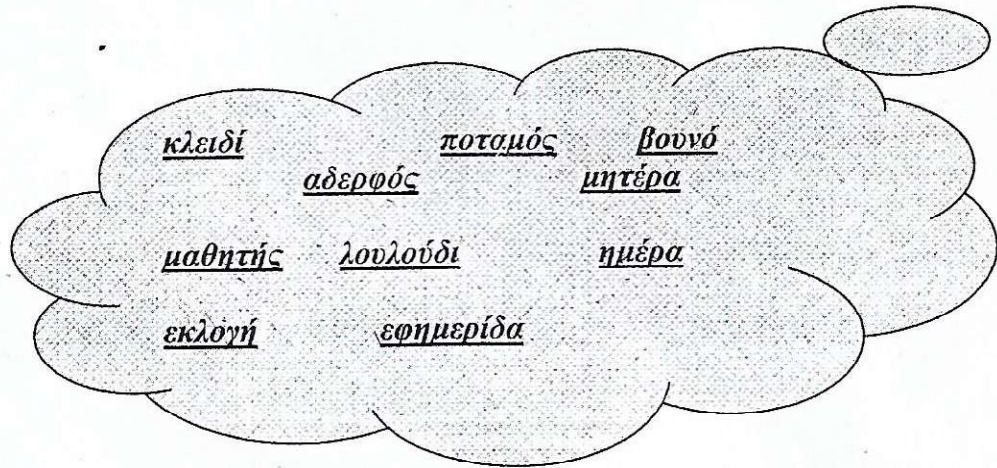 κλειδί ποταμός βουνό
αδερφός μητέρα
μαθητής λουλούδι ημέρα
εκλογή εφημερίδα